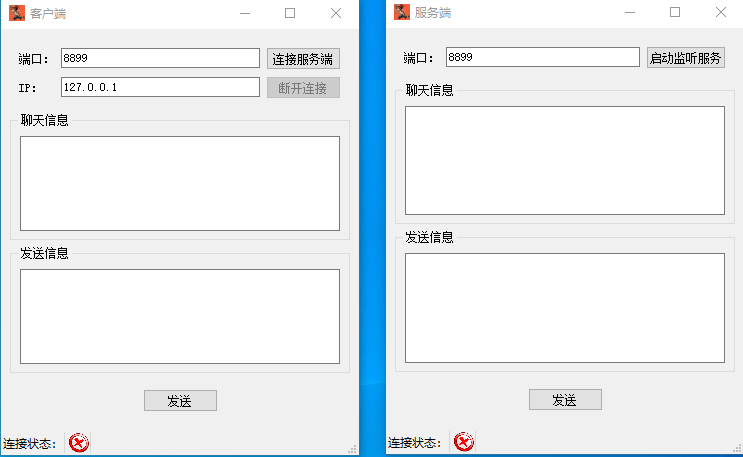 客户端
端口: 8899 连接服务端
IP: 127.0.0.1 断开连接
聊天信息
发送信息
发送
连接状态:
服务端
端口: 8899 启动监听服务
聊天信息
发送信息
发送
连接状态: